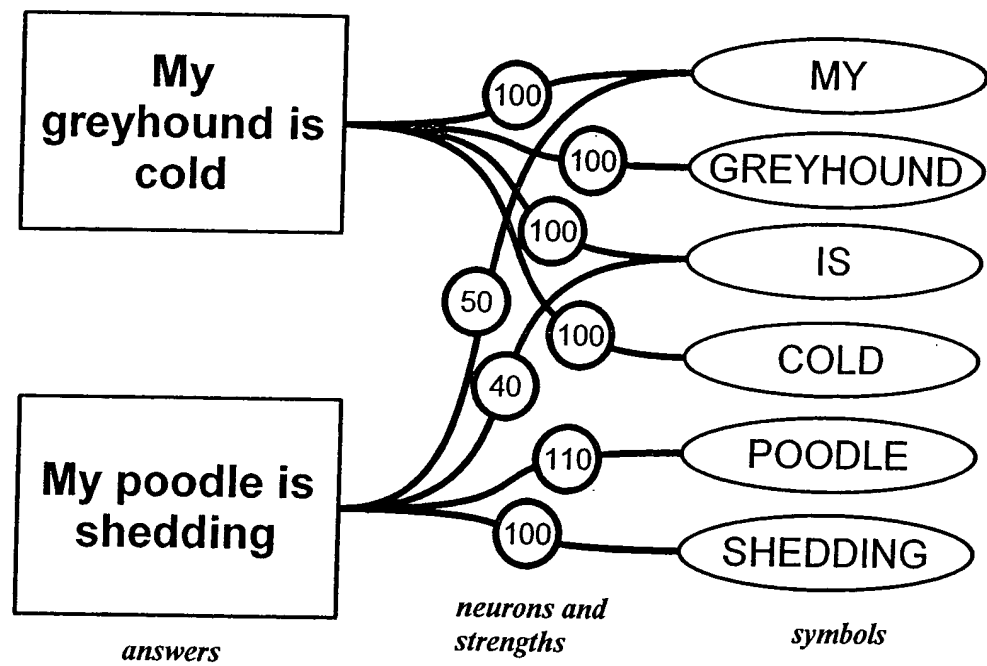 My
greyhound is
cold
100
MY
100
GREYHOUND
100
IS
50
100
COLD
40
My poodle is
shedding
110
POODLE
100
SHEDDING
answers
neurons and
strengths
symbols